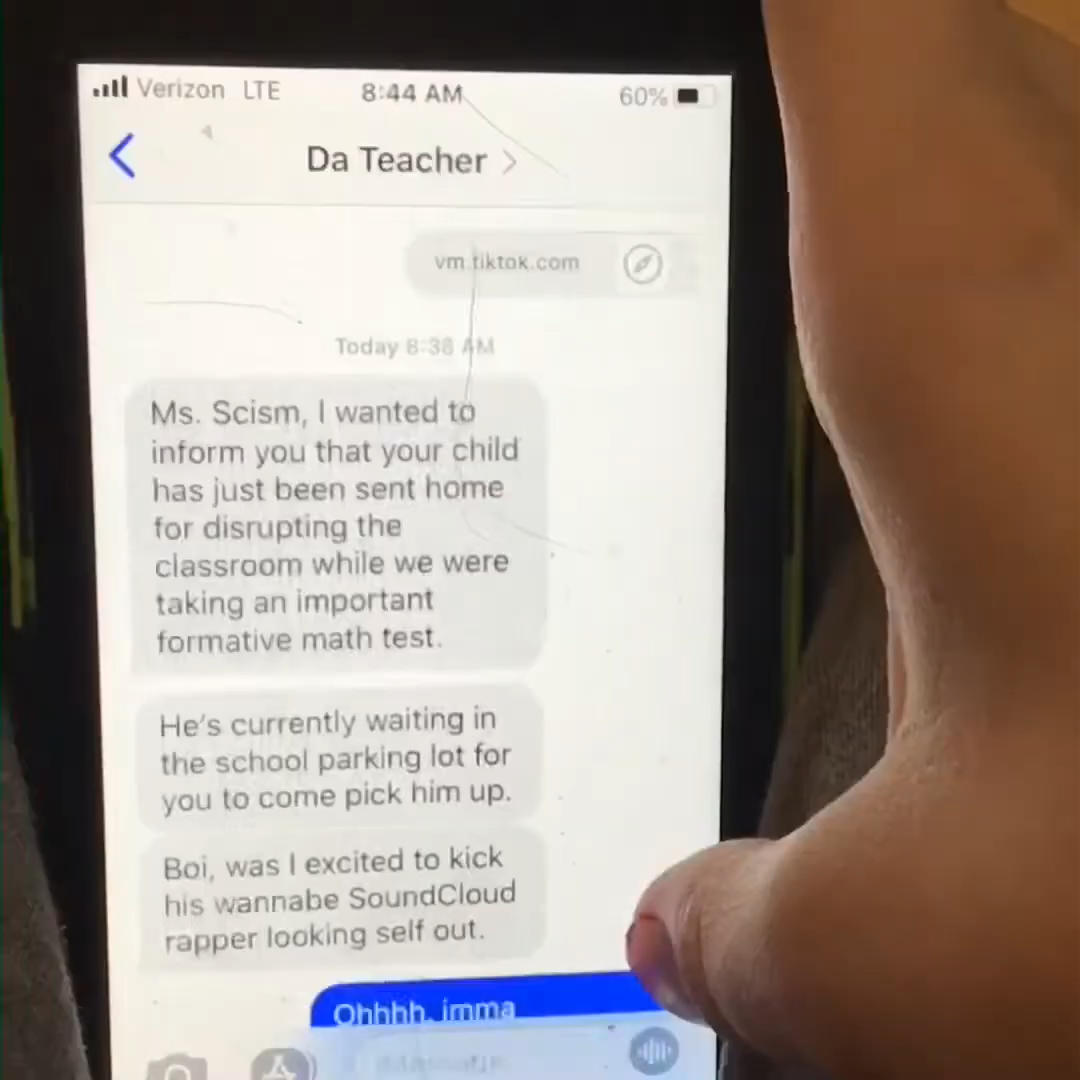 Verizon LTE 8:44 AM 60%
Da Teacher
vm.tiktok.com
Today 8:38 AM
Ms. Scism, I wanted to
inform you that your child
has just been sent home
for disrupting the
classroom while we were
taking an important
formative math test.
He's currently waiting in
the school parking lot for
you to come pick him up.
Boi, was I excited to kick
his wannabe SoundCloud
rapper looking self out.
Ohhhh, imma